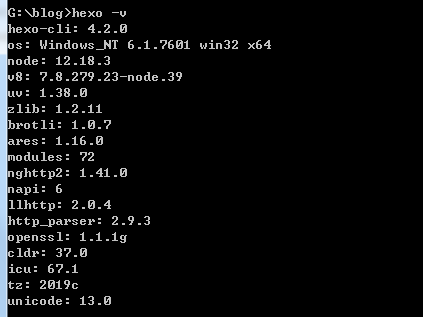 G:\blog>hexo -v
hexo-cli: 4.2.0
os: Windows_NT 6.1.7601 win32 x64
node: 12.18.3
v8: 7.8.279.23-node.39
uv: 1.38.0
zlib: 1.2.11
brotli: 1.0.7
ares: 1.16.0
modules: 72
nghttp2: 1.41.0
napi: 6
llhttp: 2.0.4
http_parser: 2.9.3
openssl: 1.1.1g
cldr: 37.0
icu: 67.1
tz: 2019c
unicode: 13.0